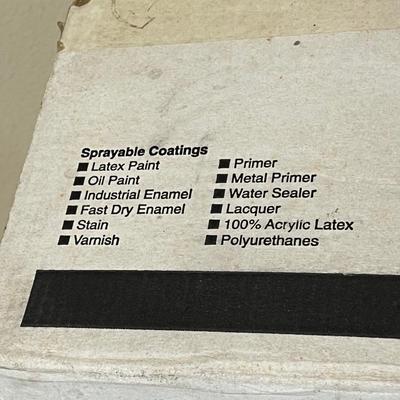 Sprayable Coatings
■ Latex Paint
■ Oil Paint
■ Industrial Enamel
■ Fast Dry Enamel
■ Stain
■ Varnish
■ Primer
■ Metal Primer
■ Water Sealer
■ Lacquer
■ 100% Acrylic Latex
■ Polyurethanes